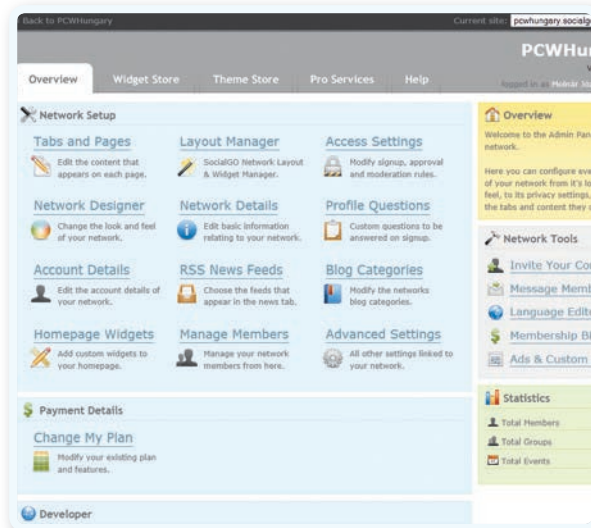 Back to PCWHungary
Current site: pcwhungary.socialg
PCWHu
Overview Widget Store Theme Store Pro Services Help
logged in as Molnár Jó
Network Setup
Tabs and Pages
Edit the content that
appears on each page.
Layout Manager
SocialGO Network Layout
& Widget Manager.
Access Settings
Modify signup, approval
and moderation rules.
Network Designer
Change the look and feel
of your network.
Network Details
Edit basic information
relating to your network.
Profile Questions
Custom questions to be
answered on signup.
Account Details
Edit the account details of
your network.
RSS News Feeds
Choose the feeds that
appear in the news tab.
Blog Categories
Modify the networks
blog categories.
Homepage Widgets
Add custom widgets to
your homepage.
Manage Members
Manage your network
members from here.
Advanced Settings
All other settings linked to
your network.
Payment Details
Change My Plan
Modify your existing plan
and features.
Developer
Overview
Welcome to the Admin Pan
network.
Here you can configure eve
of your network from it's lo
feel, to its privacy settings,
the tabs and content they
Network Tools
Invite Your Co
Message Memb
Language Edit
Membership Bi
Ads & Custom
Statistics
Total Members
Total Groups
Total Events